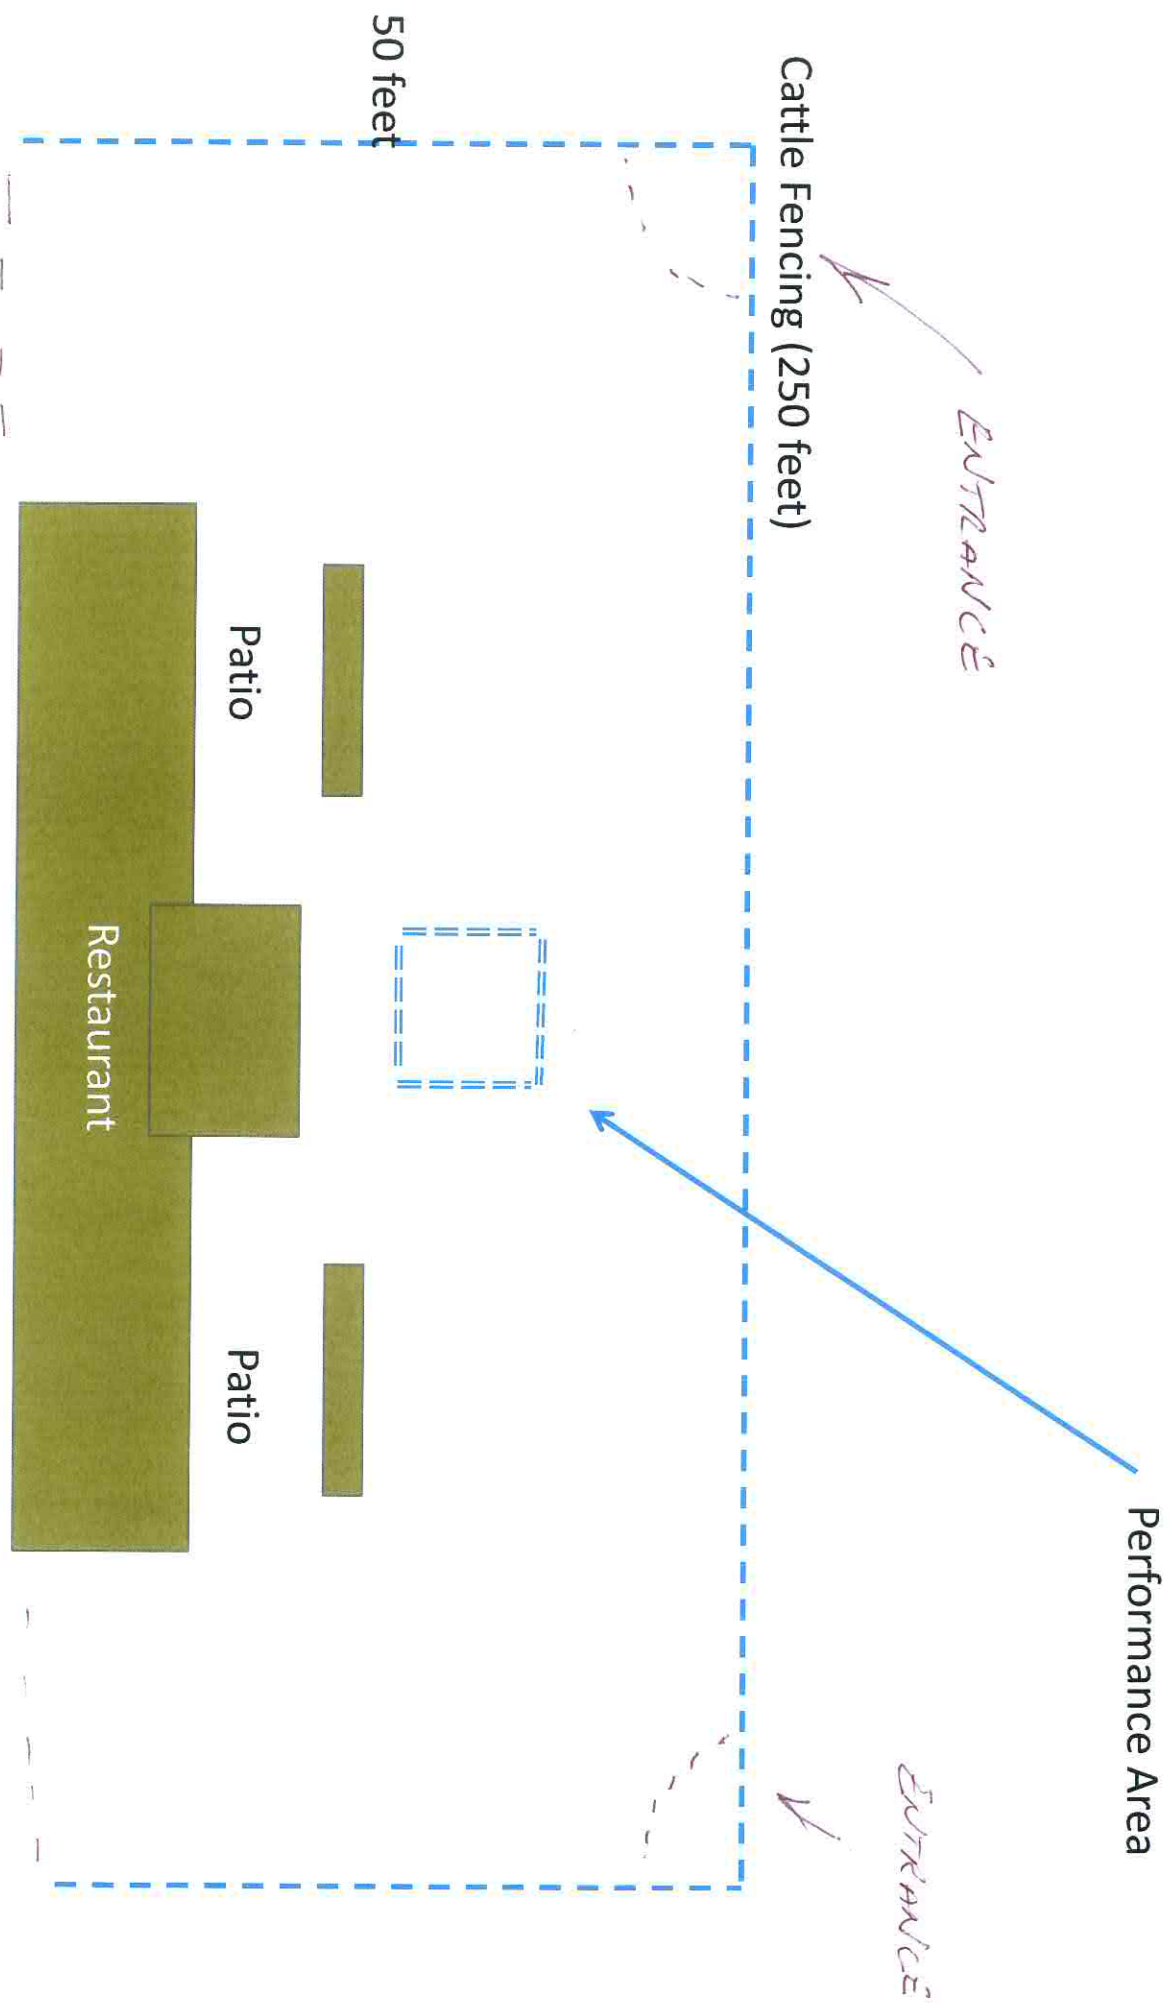 Performance Area
ENTRANCE
ENTRANCE
Cattle Fencing (250 feet)
50 feet
Patio
Patio
Restaurant